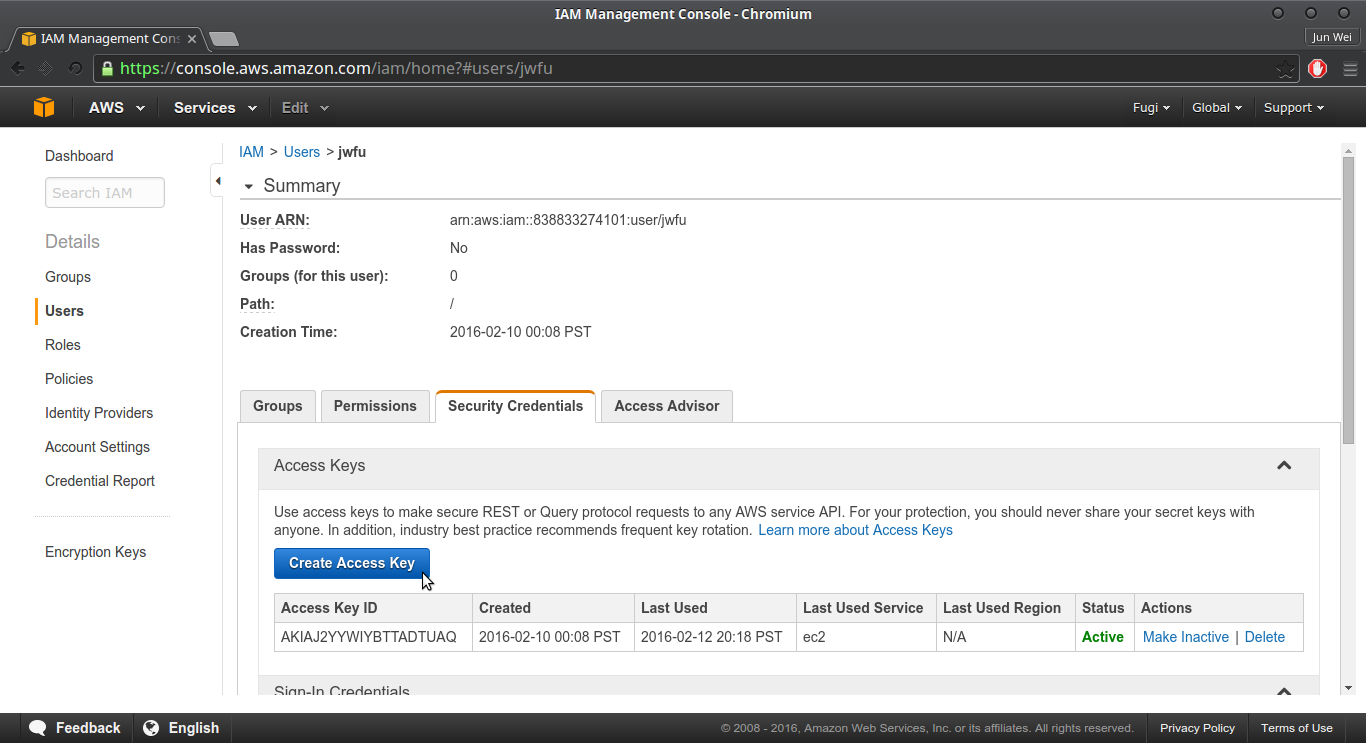 IAM Management Console - Chromium
IAM Management Cons
Jun Wei
https://console.aws.amazon.com/iam/home?#users/jwfu
AWS Services Edit Fugi Global Support
Dashboard
Search IAM
Details
Groups
Users
Roles
Policies
Identity Providers
Account Settings
Credential Report
Encryption Keys
IAM > Users > jwfu
Summary
User ARN: arn:aws:iam::838833274101:user/jwfu
Has Password: No
Groups (for this user): 0
Path: /
Creation Time: 2016-02-10 00:08 PST
Groups Permissions Security Credentials Access Advisor
Access Keys
Use access keys to make secure REST or Query protocol requests to any AWS service API. For your protection, you should never share your secret keys with
anyone. In addition, industry best practice recommends frequent key rotation. Learn more about Access Keys
Create Access Key
Access Key ID Created Last Used Last Used Service Last Used Region Status Actions
AKIAJ2YYWIYBTTADTUAQ 2016-02-10 00:08 PST 2016-02-12 20:18 PST ec2 N/A Active Make Inactive | Delete
Sign-In Credentials
Feedback English © 2008 - 2016, Amazon Web Services, Inc. or its affiliates. All rights reserved. Privacy Policy Terms of Use